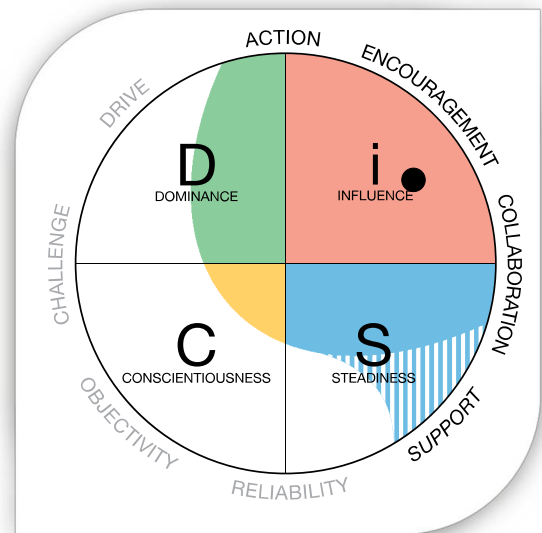 ACTION
ENCOURAGEMENT
DRIVE
D
DOMINANCE
i
INFLUENCE
COLLABORATION
CHALLENGE
C
CONSCIENTIOUSNESS
S
STEADINESS
SUPPORT
OBJECTIVITY
RELIABILITY